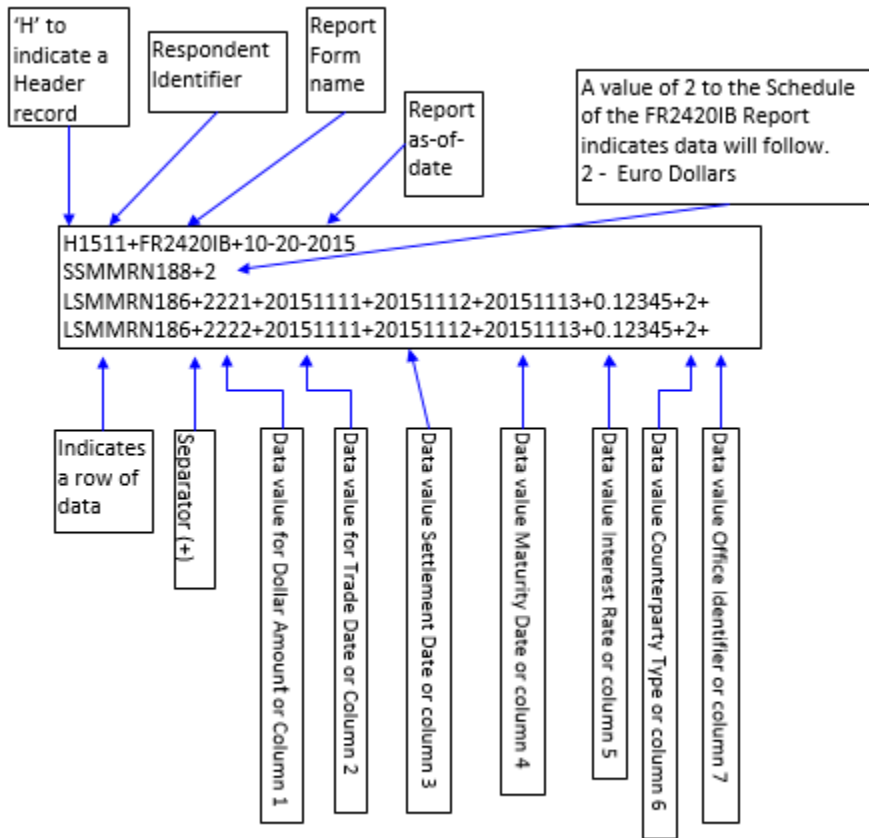 ‘H’ to
indicate a
Header
record
Respondent
Identifier
Report
Form
name
Report
as-of-
date
A value of 2 to the Schedule
of the FR2420IB Report
indicates data will follow.
2 - Euro Dollars
H1511+FR2420IB+10-20-2015
SSMMRN188+2
LSMMRN186+2221+20151111+20151112+20151113+0.12345+2+
LSMMRN186+2222+20151111+20151112+20151113+0.12345+2+
Indicates
a row of
data
Separator (+)
Data value for Dollar Amount or Column 1
Data value for Trade Date or Column 2
Data value Settlement Date or column 3
Data value Maturity Date or column 4
Data value Interest Rate or column 5
Data value Counterparty Type or column 6
Data value Office Identifier or column 7